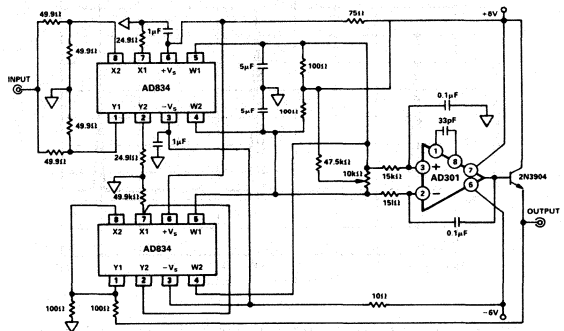 49.9Ω
24.9Ω
1μF
75Ω
+8V
49.9Ω
8 7 6 5
X2 X1 +Vs W1
AD834
Y1 Y2 −Vs W2
1 2 3 4
INPUT
49.9Ω
49.9Ω
5μF
5μF
100Ω
100Ω
0.1μF
33pF
1μF
24.9Ω
47.5kΩ
10kΩ
15kΩ
15lΩ
1 8 7
3 +
AD301
2 − 6
2N3904
OUTPUT
0.1μF
49.9kΩ
8 7 6 5
X2 X1 +Vs W1
AD834
Y1 Y2 −Vs W2
1 2 3 4
100Ω
100Ω
10Ω
−6V